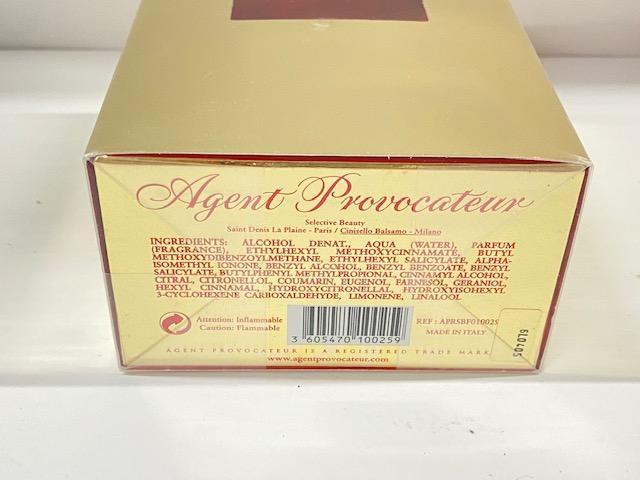 Agent Provocateur
Selective Beauty
Saint Denis La Plaine - Paris / Cinisello Balsamo - Milano
INGREDIENTS: ALCOHOL DENAT., AQUA (WATER), PARFUM
(FRAGRANCE), ETHYLHEXYL METHOXYCINNAMATE, BUTYL
METHOXYDIBENZOYLMETHANE, ETHYLHEXYL SALICYLATE, ALPHA-
ISOMETHYL IONONE, BENZYL ALCOHOL, BENZYL BENZOATE, BENZYL
SALICYLATE, BUTYLPHENYL METHYLPROPIONAL, CINNAMYL ALCOHOL,
CITRAL, CITRONELLOL, COUMARIN, EUGENOL, FARNESOL, GERANIOL,
HEXYL CINNAMAL, HYDROXYCITRONELLAL, HYDROXYISOHEXYL
3-CYCLOHEXENE CARBOXALDEHYDE, LIMONENE, LINALOOL
Attention: Inflammable
Caution: Flammable
3 605470 100259
REF : APRSBF010025
MADE IN ITALY
6L0405
AGENT PROVOCATEUR IS A REGISTERED TRADE MARK
www.agentprovocateur.com